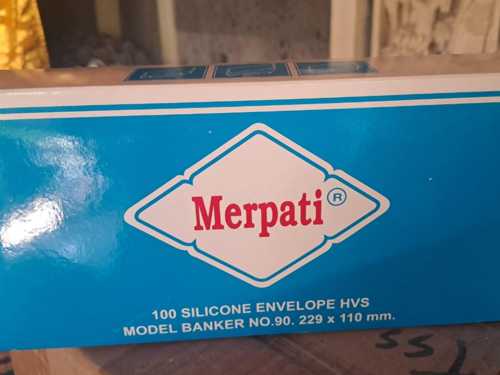 Merpati ®
100 SILICONE ENVELOPE HVS
MODEL BANKER NO.90. 229 x 110 mm.